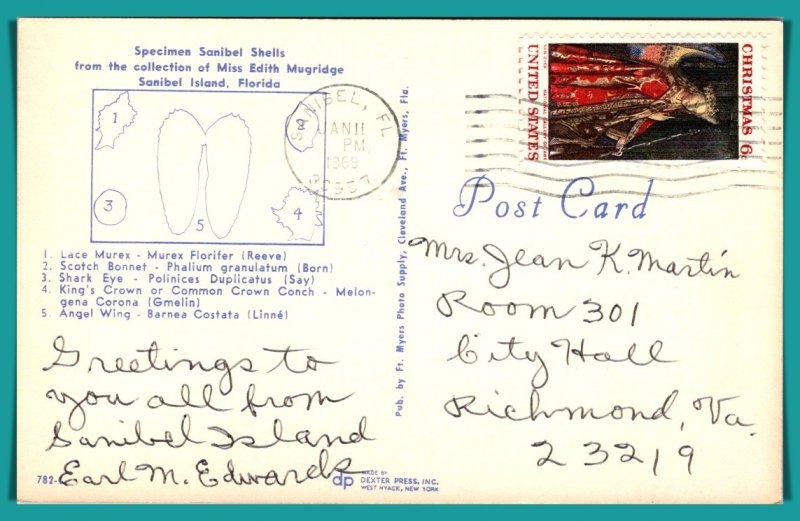 Specimen Sanibel Shells
from the collection of Miss Edith Mugridge
Sanibel Island, Florida
1
2
3
4
5
1. Lace Murex - Murex Florifer (Reeve)
2. Scotch Bonnet - Phalium granulatum (Born)
3. Shark Eye - Polinices Duplicatus (Say)
4. King's Crown or Common Crown Conch - Melon-
gena Corona (Gmelin)
5. Angel Wing - Barnea Costata (Linné)
Greetings to
you all from
Sanibel Island
Earl M. Edwards
782-
dp
MADE BY
DEXTER PRESS, INC.
WEST NYACK, NEW YORK
Pub. by Ft. Myers Photo Supply, Cleveland Ave., Ft. Myers, Fla.
SANIBEL, FL
JAN 11
PM
1969
33957
CHRISTMAS 6c
UNITED STATES
Post Card
Mrs. Jean K. Martin
Room 301
City Hall
Richmond, Va.
23219